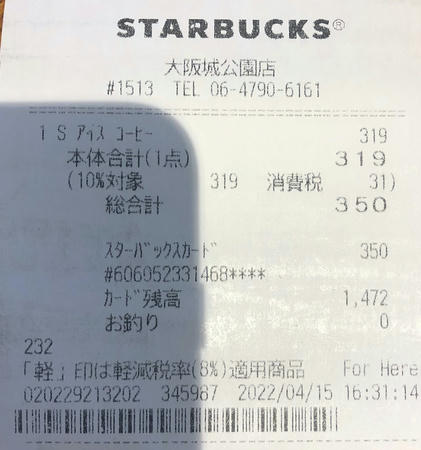 STARBUCKS®
大阪城公園店
#1513 TEL 06-4790-6161
1 S アイス コーヒー 319
本体合計(1点) 319
(10%対象 319 消費税 31)
総合計 350
スターバックスカード 350
#606052331468****
カード残高 1,472
お釣り 0
232
「軽」印は軽減税率(8%)適用商品 For Here
020229213202 345987 2022/04/15 16:31:14